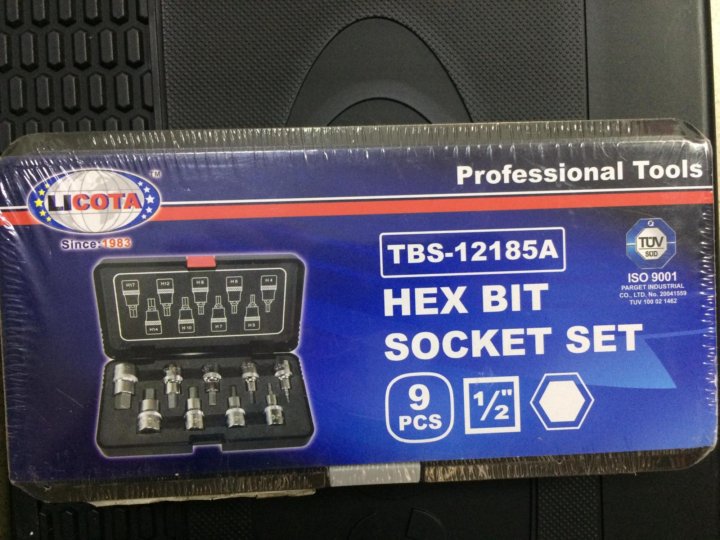 Professional Tools
LICOTA
TM
Since 1983
TBS-12185A
HEX BIT
SOCKET SET
9
PCS
1/2"
TÜV
SÜD
ISO 9001
PARGET INDUSTRIAL
CO., LTD, No. 20041559
TUV 100 02 1462
H17
H12
H8
H6
H4
H14
H10
H7
H5